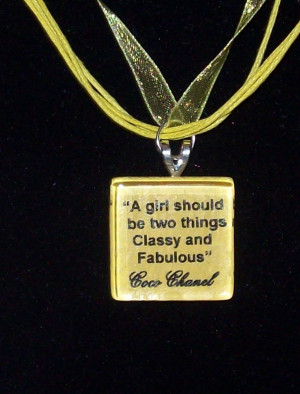 “A girl should
be two things
Classy and
Fabulous”
Coco Chanel